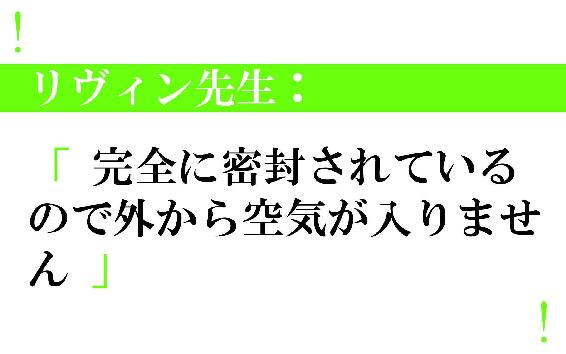 !
リヴィン先生：
「 完全に密封されている
ので外から空気が入りませ
ん 」
!